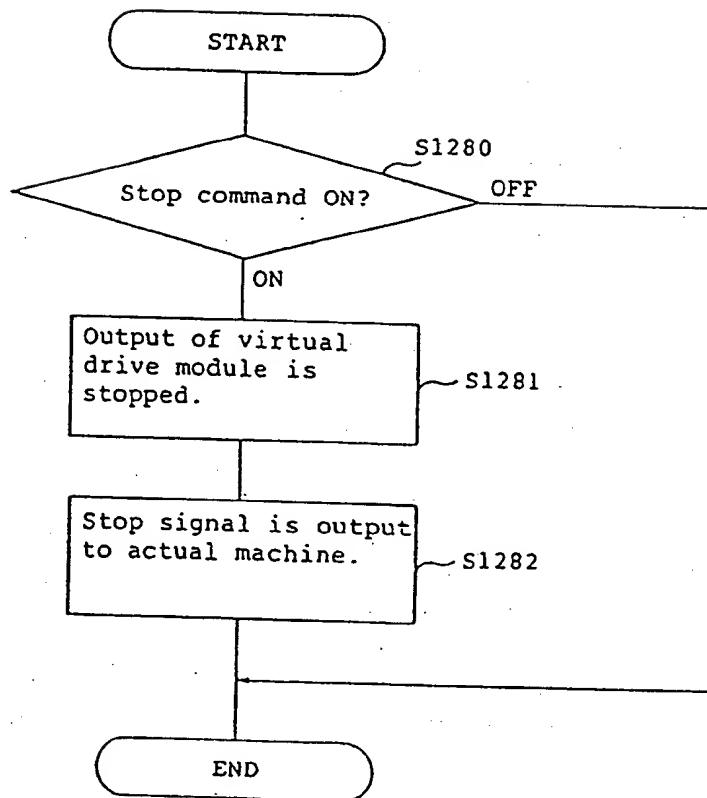 START
S1280
Stop command ON?
OFF
ON
Output of virtual
drive module is
stopped.
S1281
Stop signal is output
to actual machine.
S1282
END